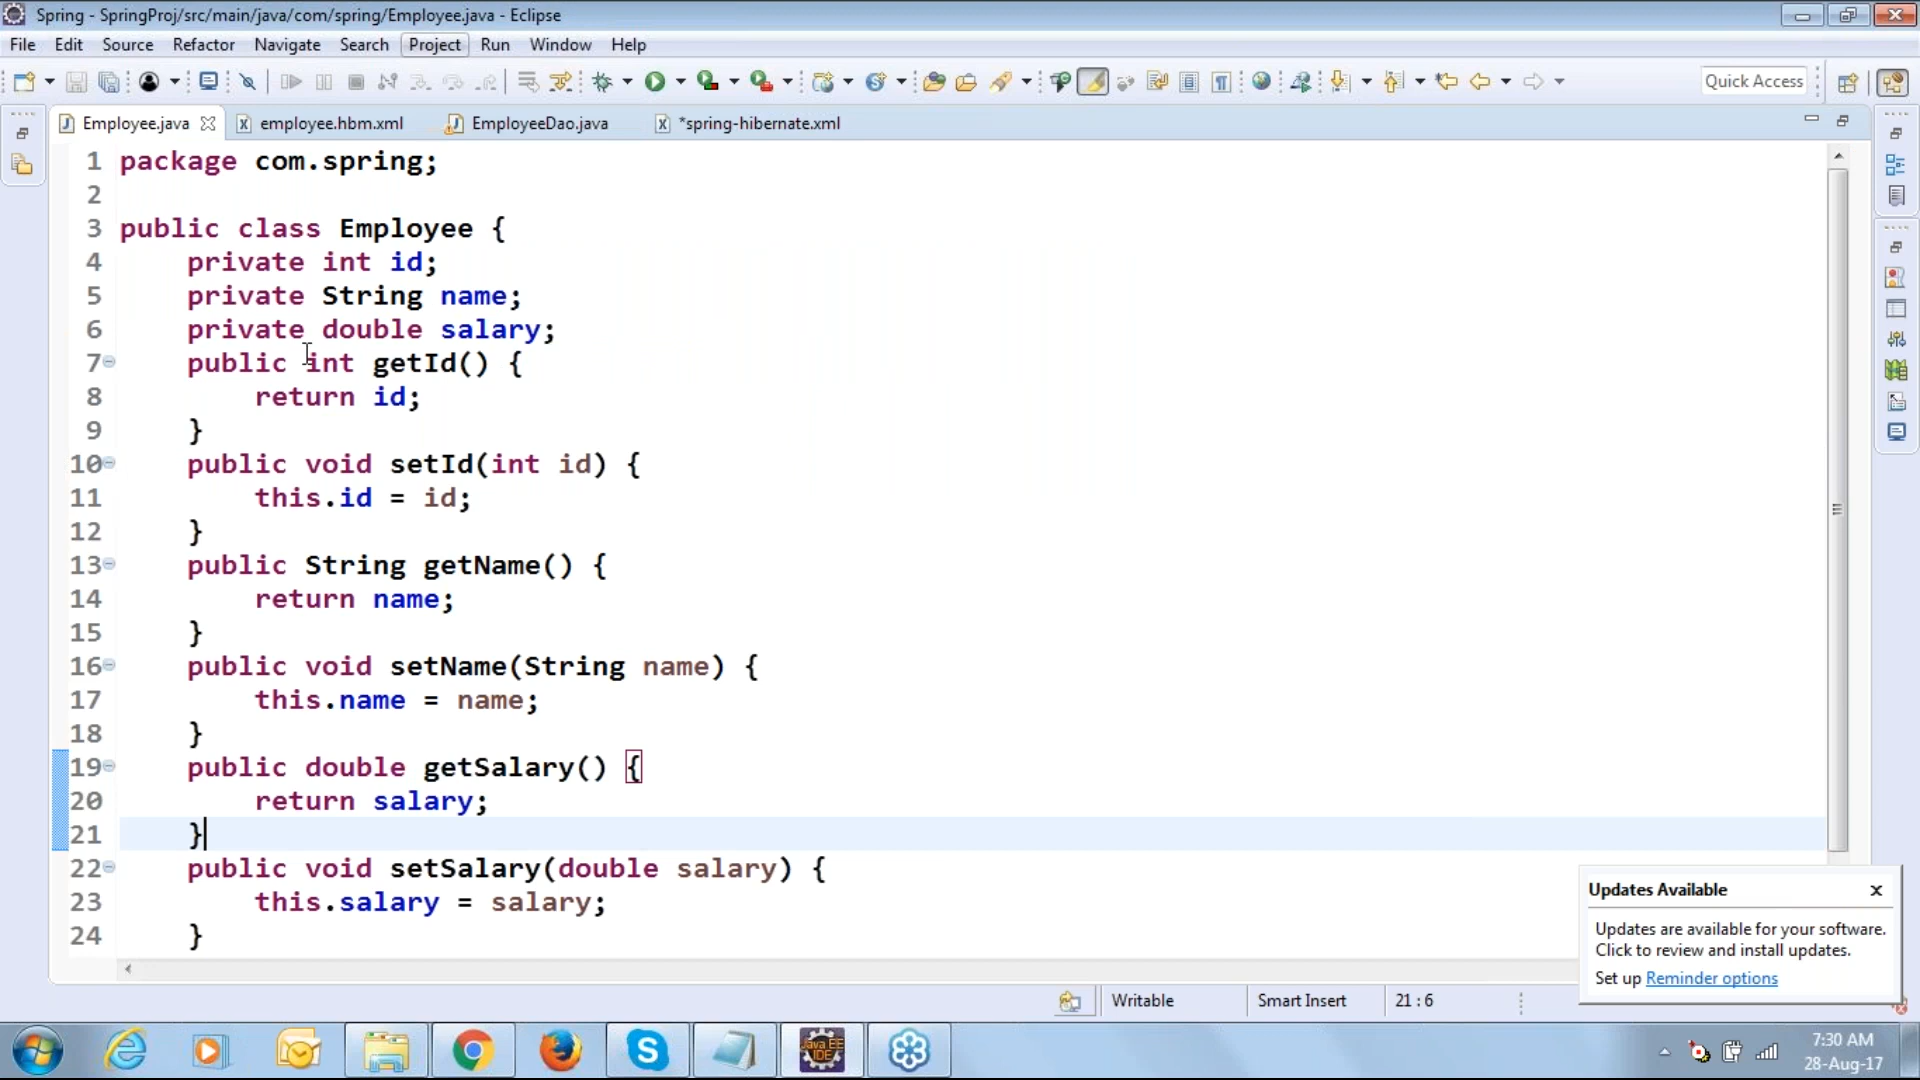 Spring - SpringProj/src/main/java/com/spring/Employee.java - Eclipse
File Edit Source Refactor Navigate Search Project Run Window Help
Quick Access
Employee.java employee.hbm.xml EmployeeDao.java *spring-hibernate.xml
1 package com.spring;
2
3 public class Employee {
4 private int id;
5 private String name;
6 private double salary;
7 public int getId() {
8 return id;
9 }
10 public void setId(int id) {
11 this.id = id;
12 }
13 public String getName() {
14 return name;
15 }
16 public void setName(String name) {
17 this.name = name;
18 }
19 public double getSalary() {
20 return salary;
21 }
22 public void setSalary(double salary) {
23 this.salary = salary;
24 }
Updates Available
Updates are available for your software.
Click to review and install updates.
Set up Reminder options
Writable Smart Insert 21 : 6
Java EE
IDE
7:30 AM
28-Aug-17